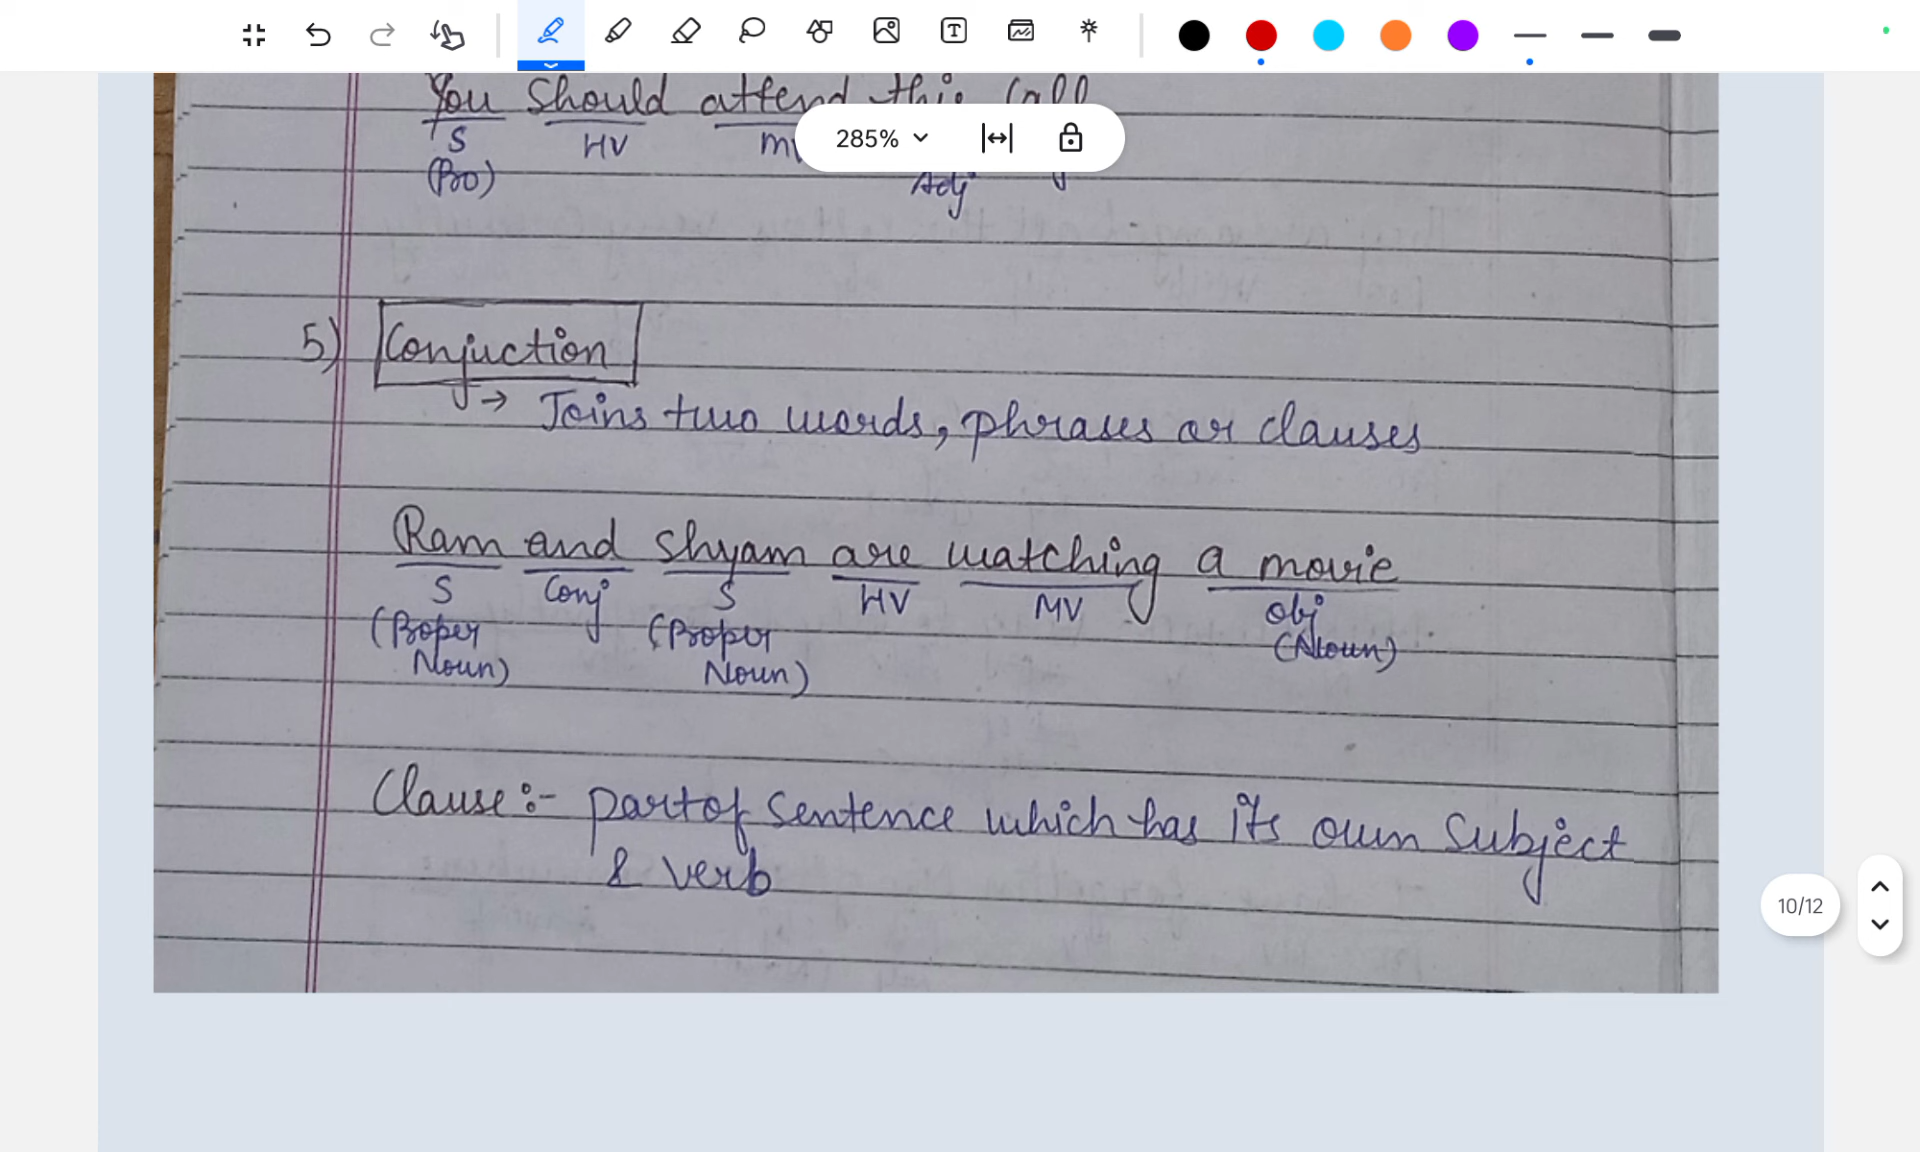 You should attend this call
285%
S HV
(Pro) Adj
5) Conjuction
→ Joins two words, phrases or clauses
Ram and Shyam are watching a movie
S Conj S HV MV obj
(Proper (Proper (Noun)
Noun) Noun)
Clause :- part of sentence which has its own subject
& verb
10/12